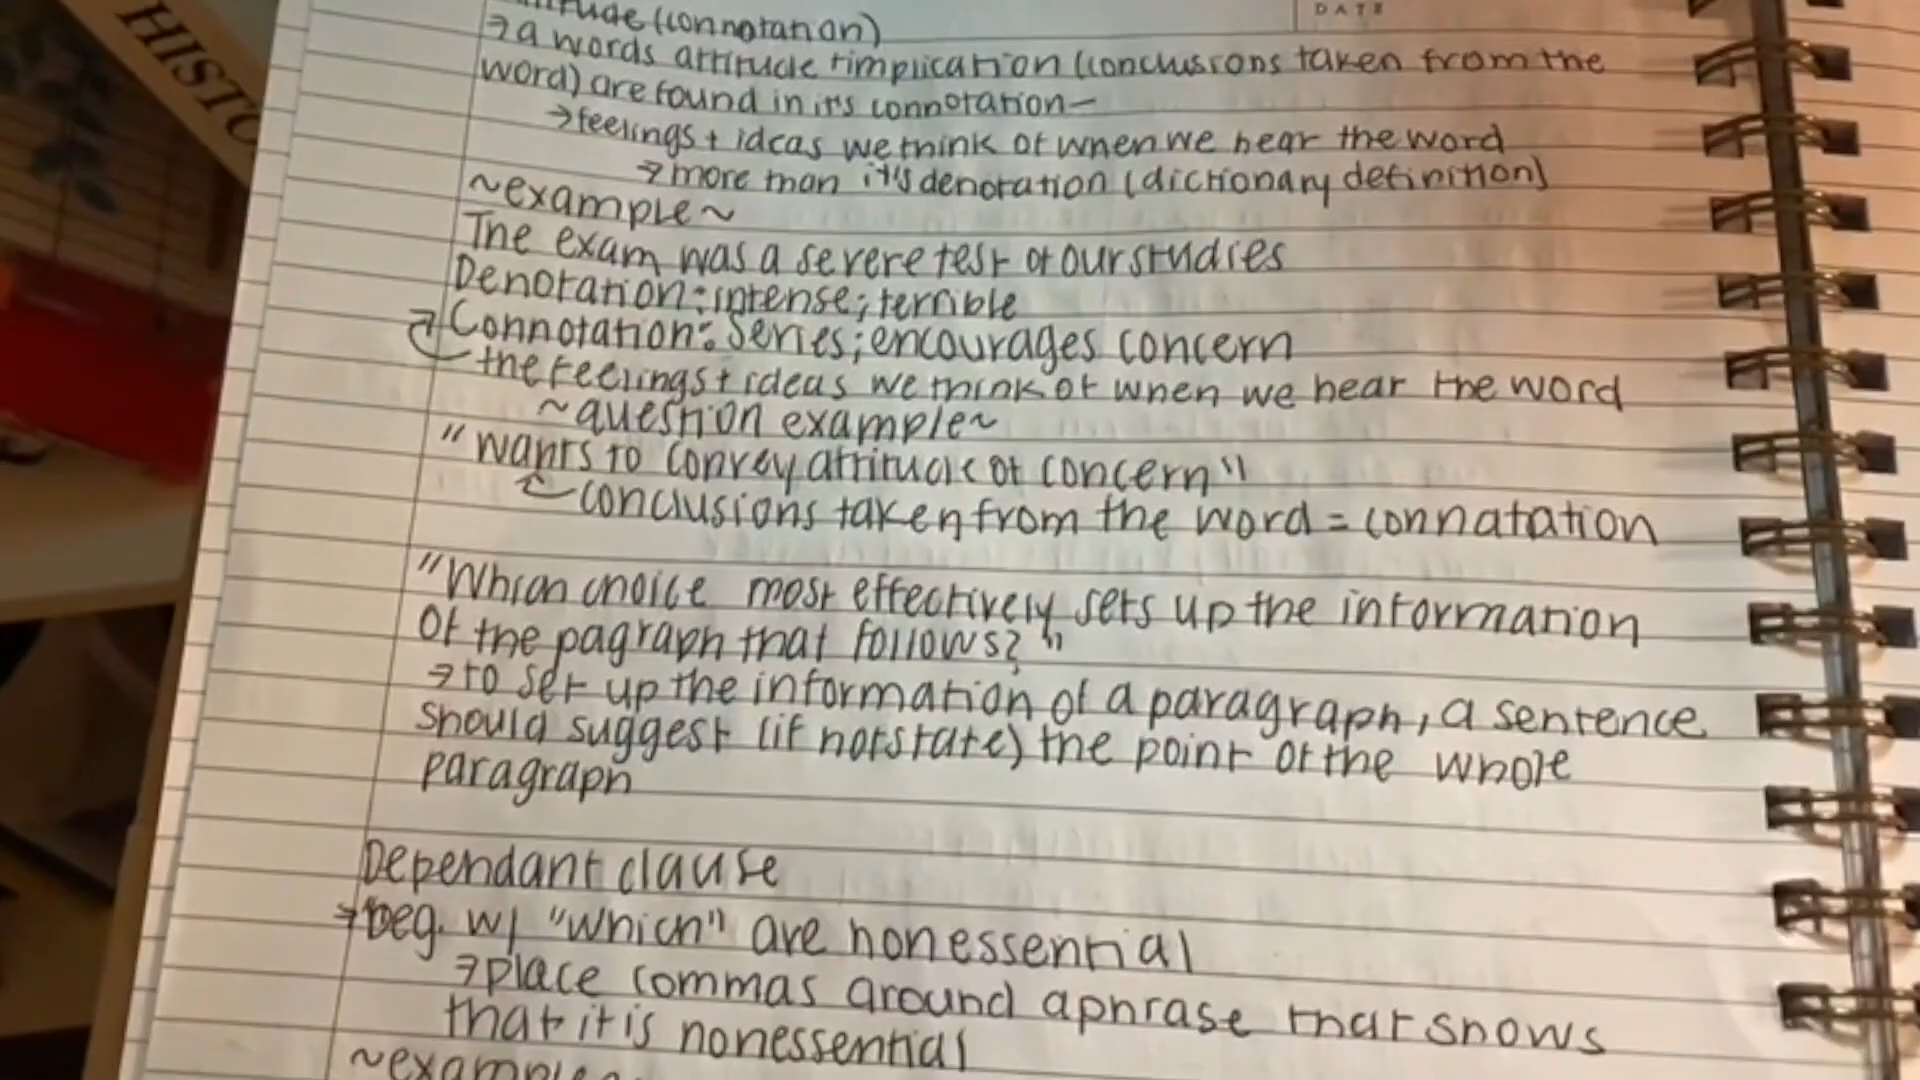 HISTO
DATE
(connotation)
→a words attitude + implication (conclusions taken from the
word) are found in it's connotation—
→feelings + ideas we think of when we hear the word
→more than it's denotation (dictionary definition)
~example~
The exam was a severe test of our studies
Denotation: intense; terrible
Connotation: Series; encourages concern
the feelings + ideas we think of when we hear the word
~question example~
"wants to convey attitude of concern"
conclusions taken from the word = connatation
"Which choice most effectively sets up the information
of the pagraph that follows?"
→to set up the information of a paragraph, a sentence
should suggest (if not state) the point of the whole
paragraph
Dependant clause
→beg. w/ "which" are nonessential
→place commas around a phrase that shows
that it is nonessential
~example